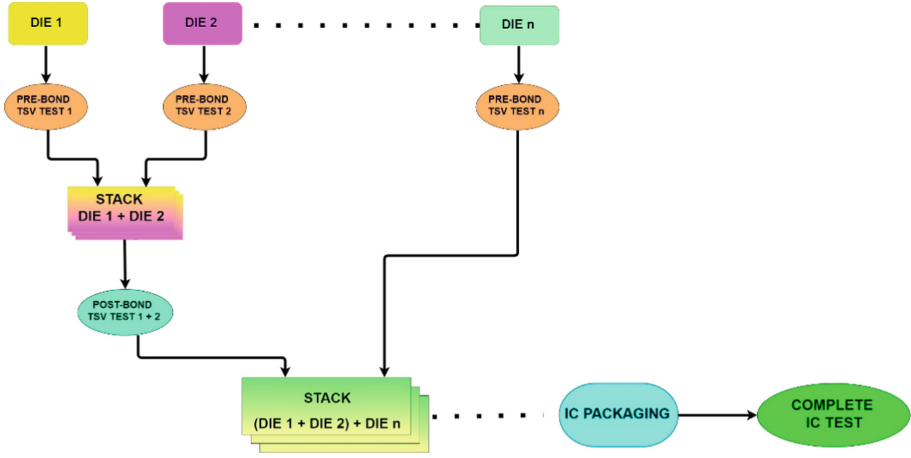 DIE 1
DIE 2
DIE n
PRE-BOND
TSV TEST 1
PRE-BOND
TSV TEST 2
PRE-BOND
TSV TEST n
STACK
DIE 1 + DIE 2
POST-BOND
TSV TEST 1 + 2
STACK
(DIE 1 + DIE 2) + DIE n
IC PACKAGING
COMPLETE
IC TEST